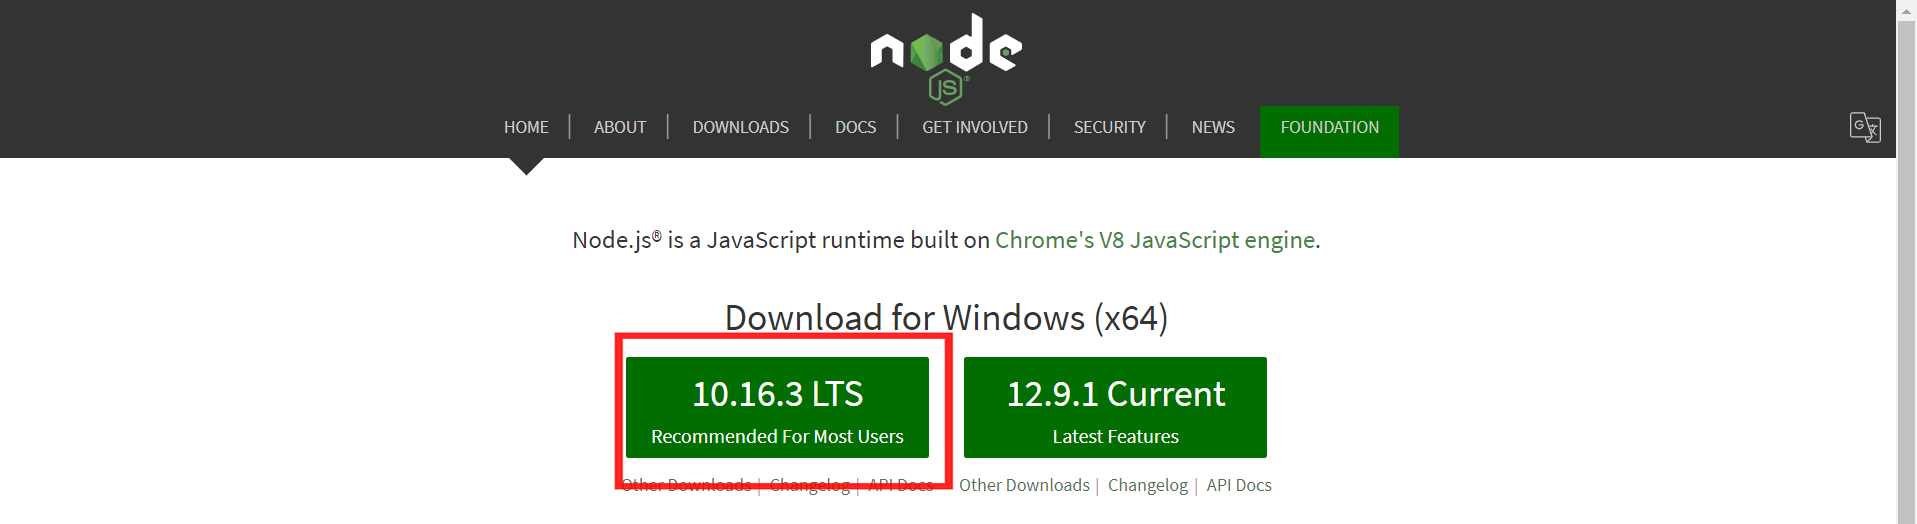 node
JS®
HOME | ABOUT | DOWNLOADS | DOCS | GET INVOLVED | SECURITY | NEWS FOUNDATION
Node.js® is a JavaScript runtime built on Chrome's V8 JavaScript engine.
Download for Windows (x64)
10.16.3 LTS
Recommended For Most Users
12.9.1 Current
Latest Features
Other Downloads | Changelog | API Docs
Other Downloads | Changelog | API Docs